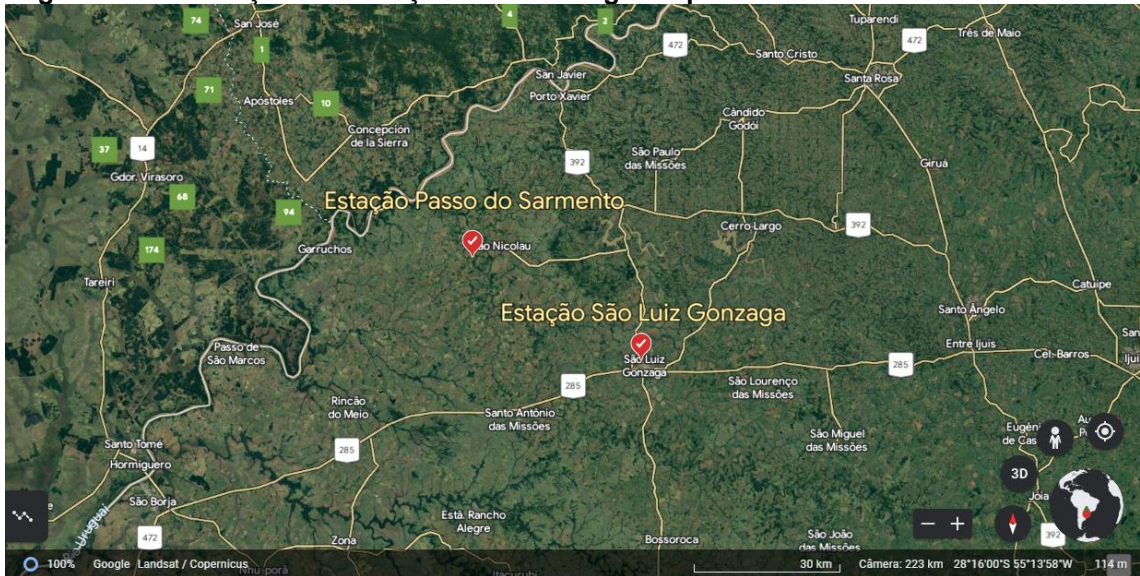 74
São José
4
2
Tuparendi
472
472
Três de Maio
1
Santo Cristo
San Javier
Santa Rosa
71
Porto Xavier
Apóstoles
10
Cândido
Godói
Concepción
de la Sierra
37
14
392
São Paulo
das Missões
Giruá
Gdor. Virasoro
68
Estação Passo do Sarmento
94
Cerro Largo
392
174
Garruchos
ão Nicolau
Tareiri
Catuípe
Estação São Luiz Gonzaga
Santo Ângelo
Passo de
São Marcos
São Luiz
Gonzaga
Entre Ijuís
Cel. Barros
285
285
São Lourenço
das Missões
Rincão
do Meio
Santo Antônio
das Missões
Santo Tomé
285
São Miguel
das Missões
Hormiguero
3D
São Borja
Está. Rancho
Alegre
Jóia
472
Zona
Bossoroca
São João
das Missões
392
100%
Google
Landsat / Copernicus
30 km
Câmera: 223 km
28°16'00"S 55°13'58"W
114 m